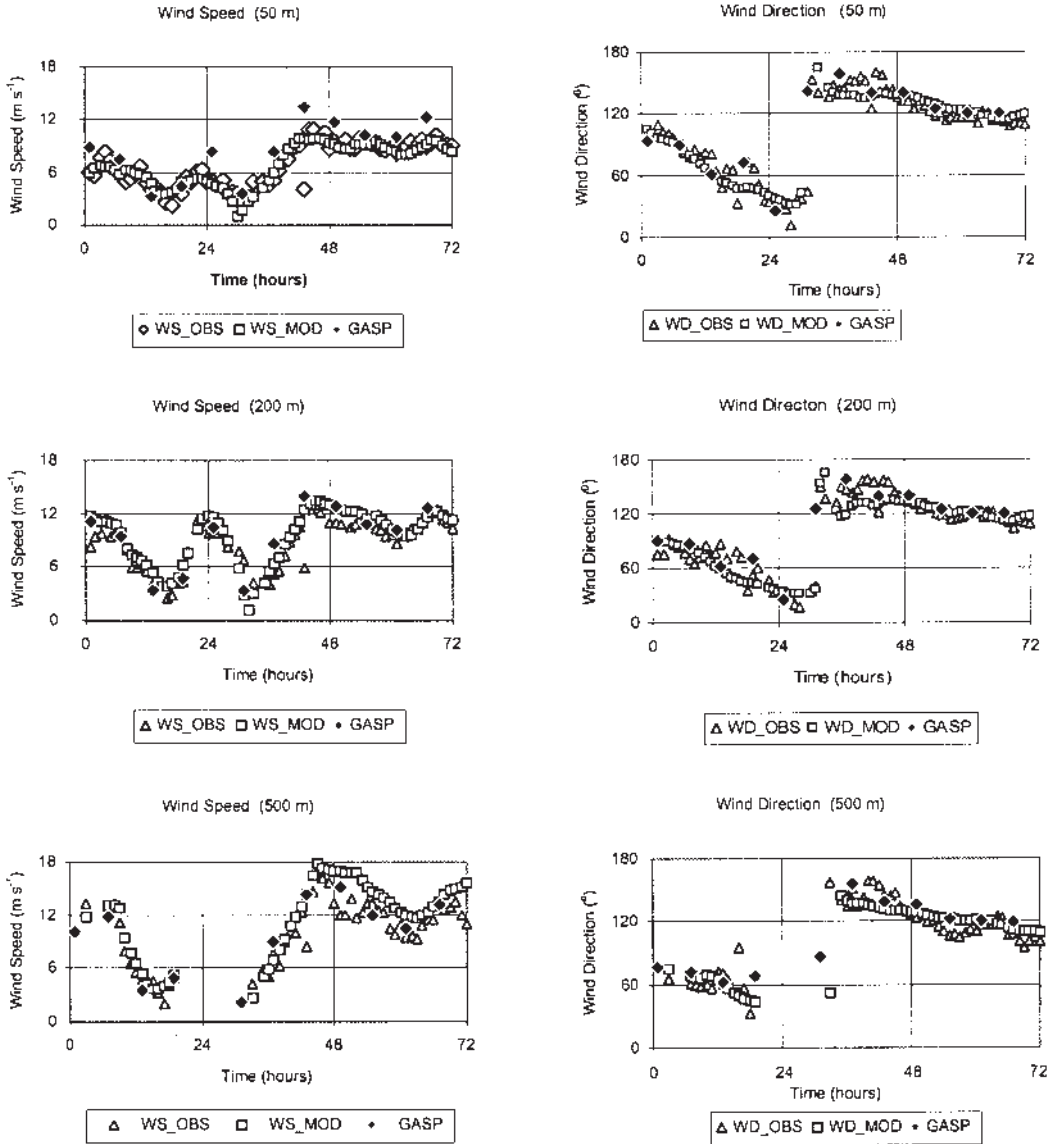 Wind Speed (50 m)
Wind Speed (m s⁻¹)
18
12
6
0
0 24 48 72
Time (hours)
WS_OBS WS_MOD GASP
Wind Direction (50 m)
Wind Direction (⁰)
180
120
60
0
0 24 48 72
Time (hours)
WD_OBS WD_MOD GASP
Wind Speed (200 m)
Wind Speed (m s⁻¹)
18
12
6
0
0 24 48 72
Time (hours)
WS_OBS WS_MOD GASP
Wind Directon (200 m)
Wind Direction (⁰)
180
120
60
0
0 24 48 72
Time (hours)
WD_OBS WD_MOD GASP
Wind Speed (500 m)
Wind Speed (m s⁻¹)
18
12
6
0
0 24 48 72
Time (hours)
WS_OBS WS_MOD GASP
Wind Direction (500 m)
Wind Direction (⁰)
180
120
60
0
0 24 48 72
Time (hours)
WD_OBS WD_MOD GASP